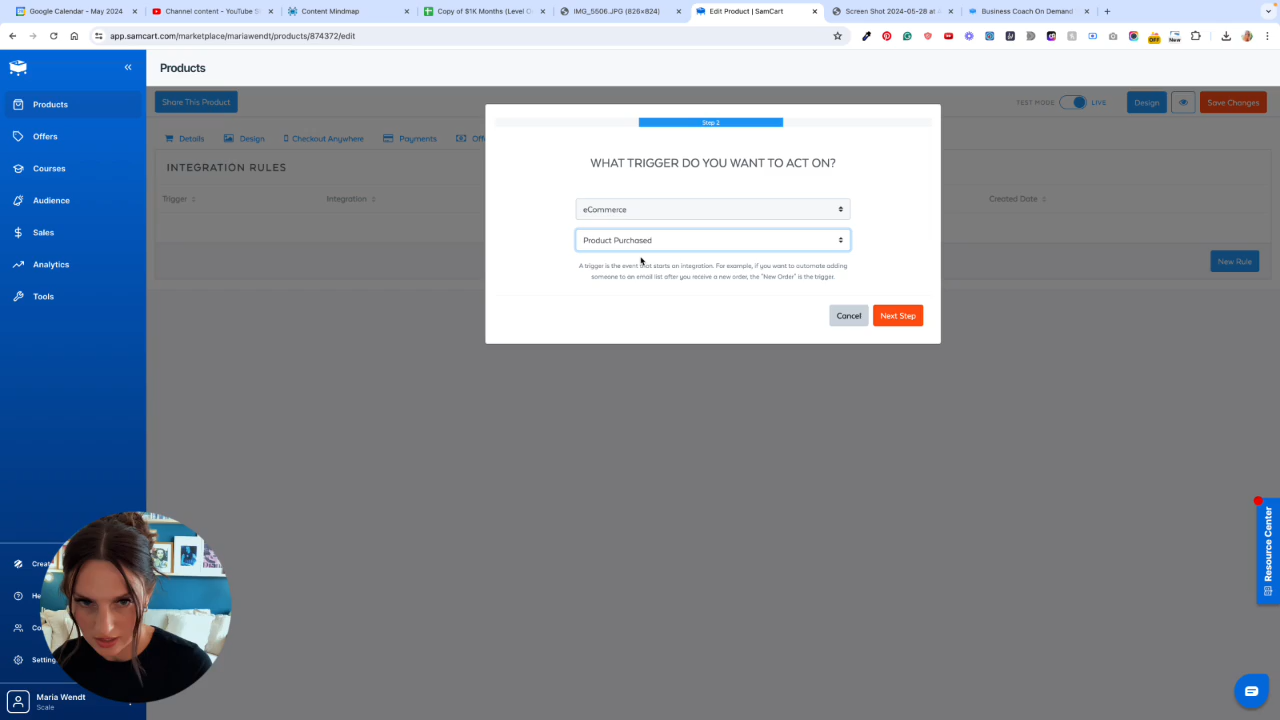 Google Calendar - May 2024
Channel content - YouTube S
Content Mindmap
Copy of $1K Months (Level O
IMG_5506.JPG (826×824)
Edit Product | SamCart
Screen Shot 2024-05-28 at 4
Business Coach On Demand
app.samcart.com/marketplace/mariawendt/products/874372/edit
OFF
New
Products
Products
Offers
Courses
Audience
Sales
Analytics
Tools
Share This Product
TEST MODE
LIVE
Design
Save Changes
Details
Design
Checkout Anywhere
Payments
INTEGRATION RULES
Trigger
Integration
Created Date
New Rule
Step 2
WHAT TRIGGER DO YOU WANT TO ACT ON?
eCommerce
Product Purchased
A trigger is the event that starts an integration. For example, if you want to automate adding
someone to an email list after you receive a new order, the "New Order" is the trigger.
Cancel
Next Step
Resource Center
Maria Wendt
Scale